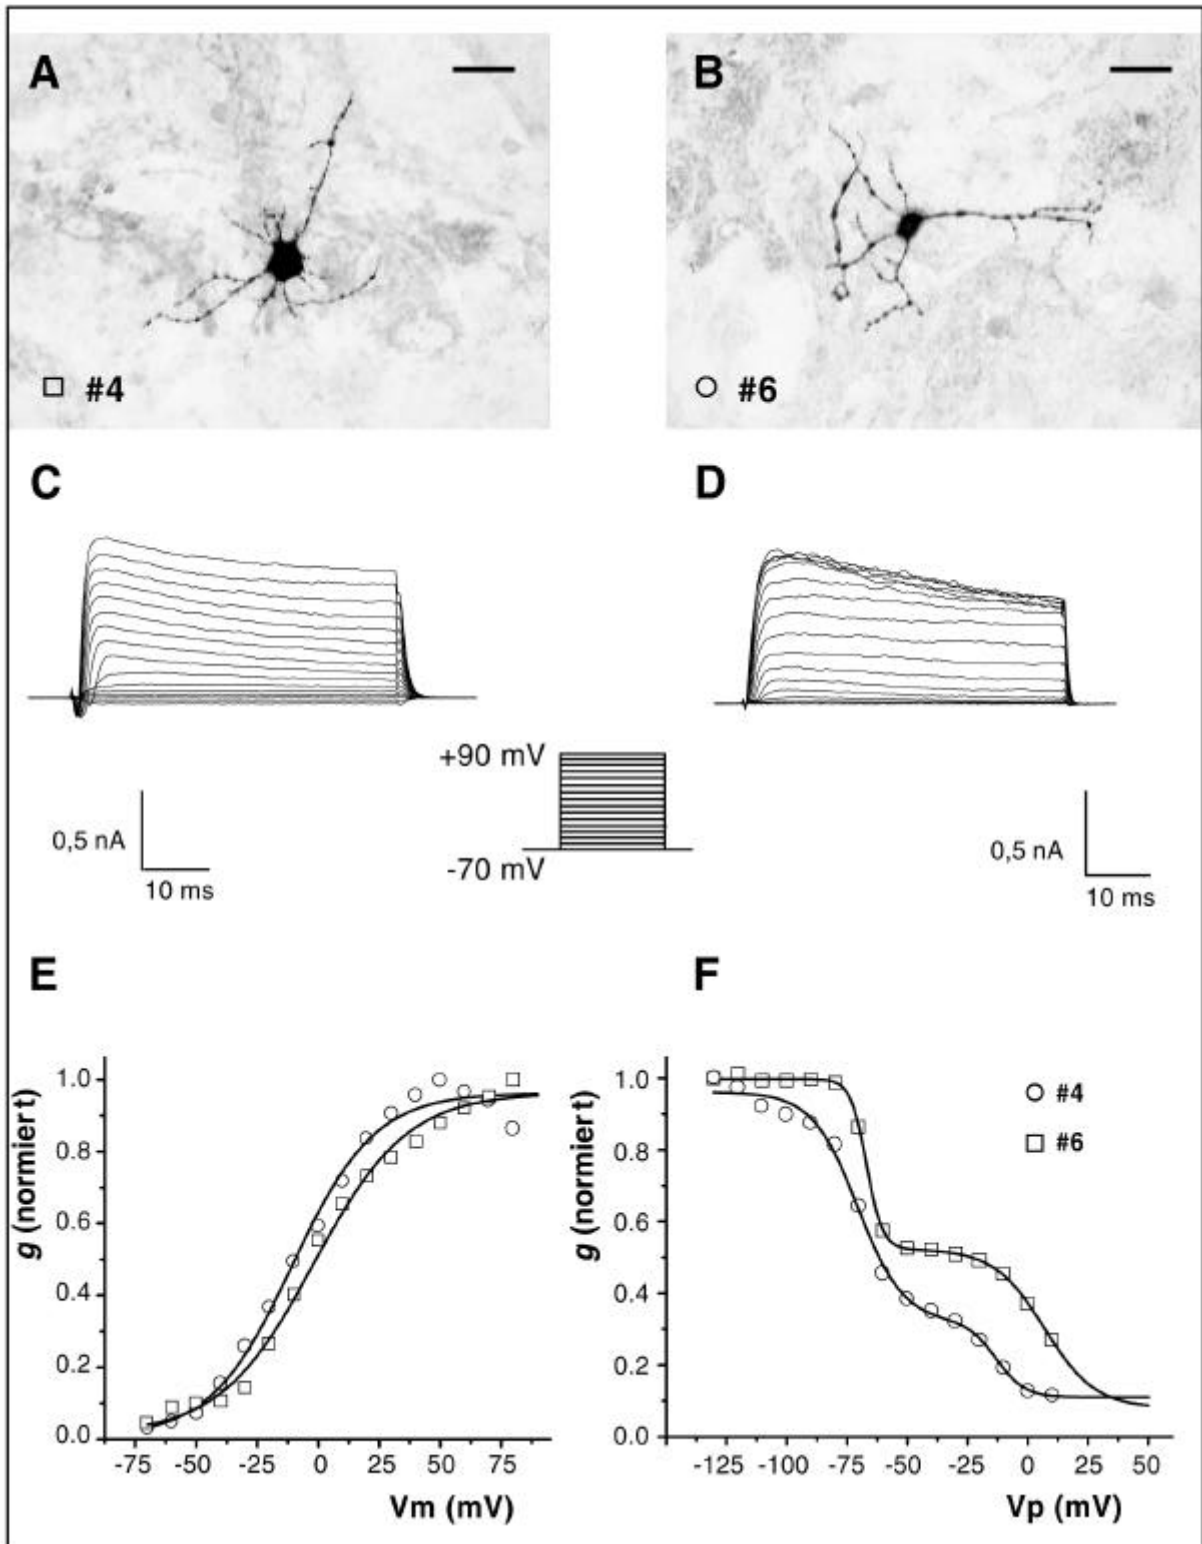 A
B
□ #4
○ #6
C
D
+90 mV
-70 mV
0,5 nA
10 ms
0,5 nA
10 ms
E
F
g (normiert)
1.0
0.8
0.6
0.4
0.2
0.0
-75 -50 -25 0 25 50 75
Vm (mV)
g (normiert)
1.0
0.8
0.6
0.4
0.2
0.0
○ #4
□ #6
-125 -100 -75 -50 -25 0 25 50
Vp (mV)